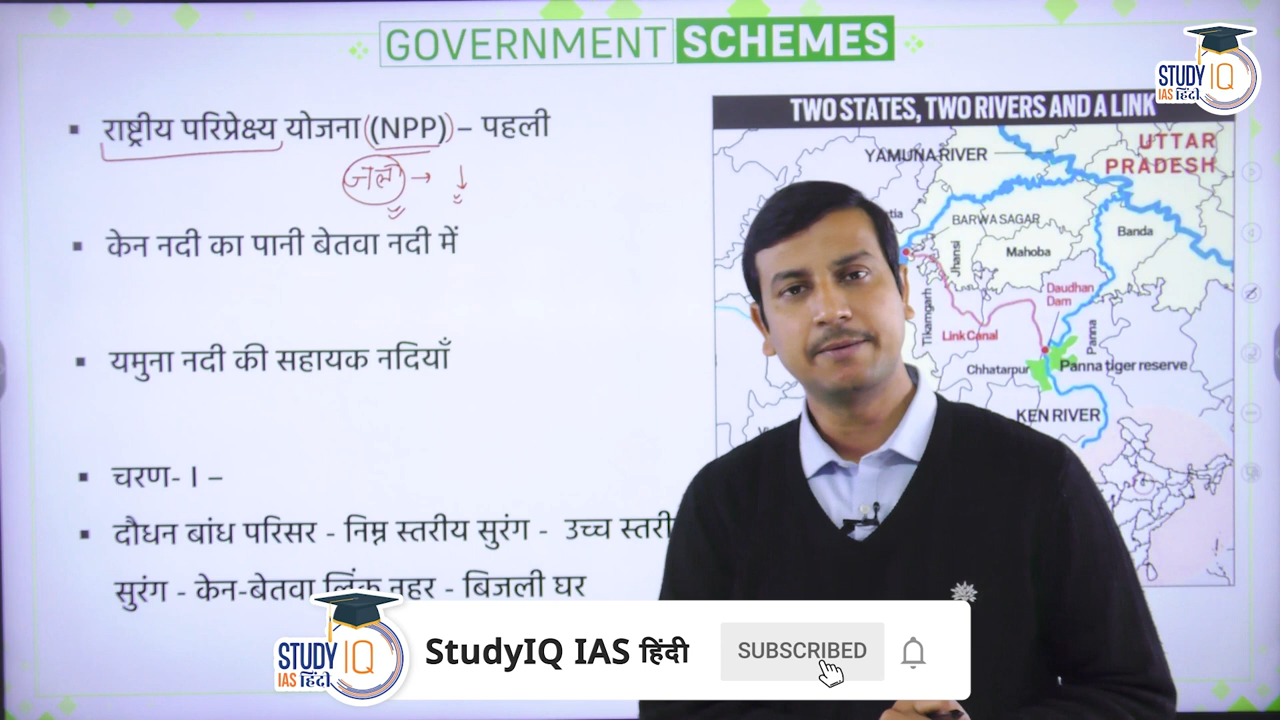 GOVERNMENT SCHEMES
STUDY IQ
IAS हिंदी
▪ राष्ट्रीय परिप्रेक्ष्य योजना (NPP) – पहली
जल →
▪ केन नदी का पानी बेतवा नदी में
▪ यमुना नदी की सहायक नदियाँ
▪ चरण- I –
▪ दौधन बांध परिसर - निम्न स्तरीय सुरंग - उच्च स्तरी
सुरंग - केन-बेतवा लिंक नहर - बिजली घर
TWO STATES, TWO RIVERS AND A LINK
UTTAR
PRADESH
YAMUNA RIVER
BARWASAGAR
Banda
Mahoba
Jhansi
Daudhan
Dam
Tikamgarh
Link Canal
Panna
Chhatarpur
Panna tiger reserve
KEN RIVER
STUDY IQ
IAS हिंदी
StudyIQ IAS हिंदी
SUBSCRIBED